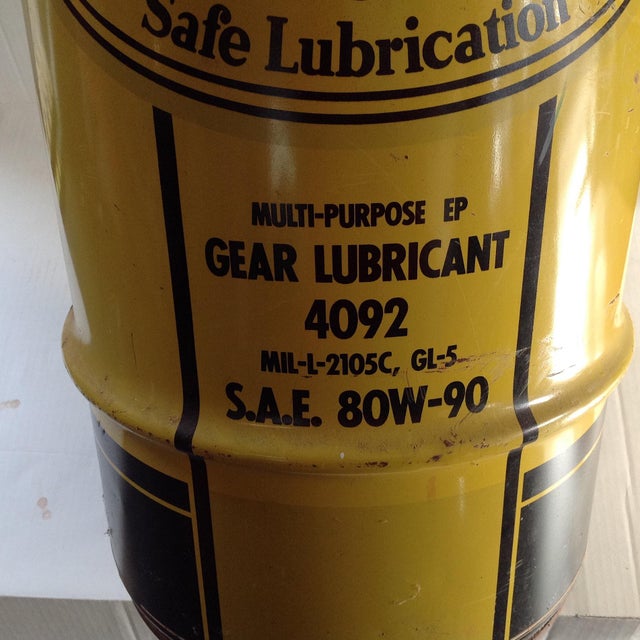 Safe Lubrication
MULTI-PURPOSE EP
GEAR LUBRICANT
4092
MIL-L-2105C, GL-5
S.A.E. 80W-90